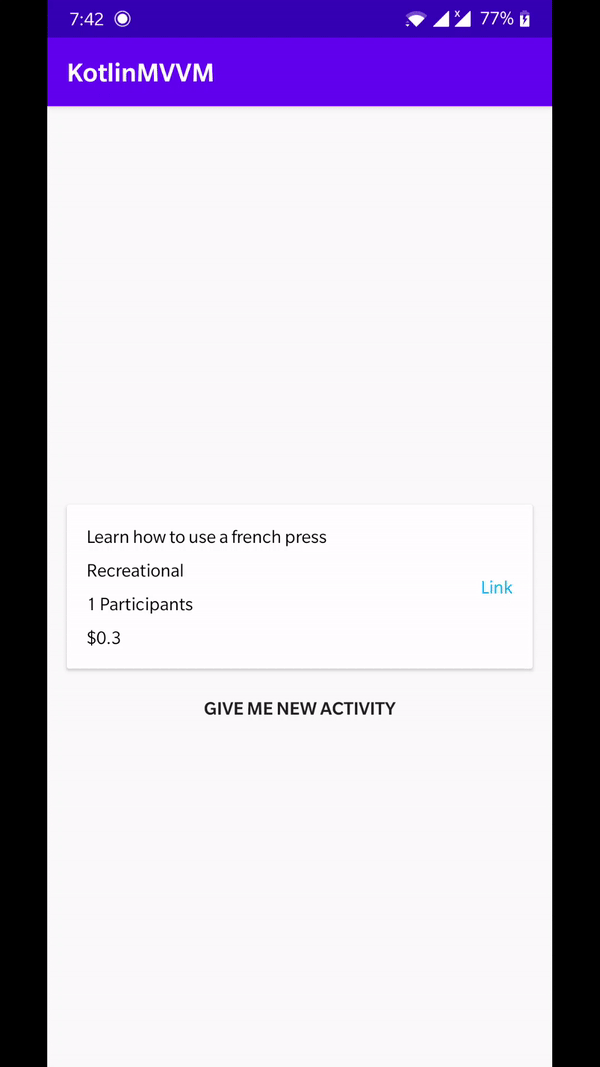 7:42 77%
KotlinMVVM
Learn how to use a french press
Recreational
Link
1 Participants
$0.3
GIVE ME NEW ACTIVITY